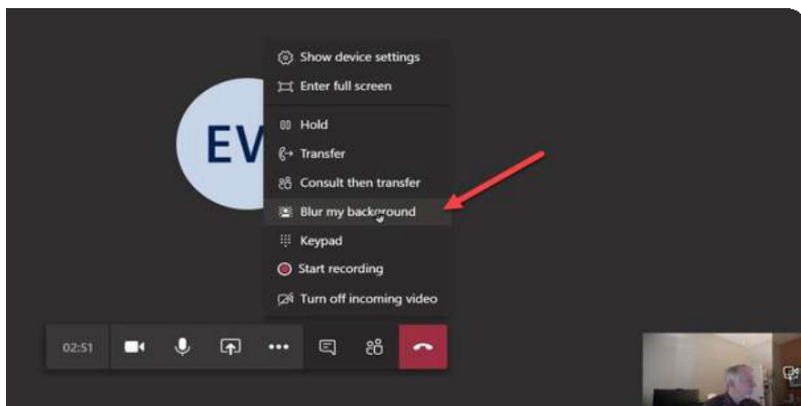 Show device settings
Enter full screen
EV
Hold
Transfer
Consult then transfer
Blur my background
Keypad
Start recording
Turn off incoming video
02:51